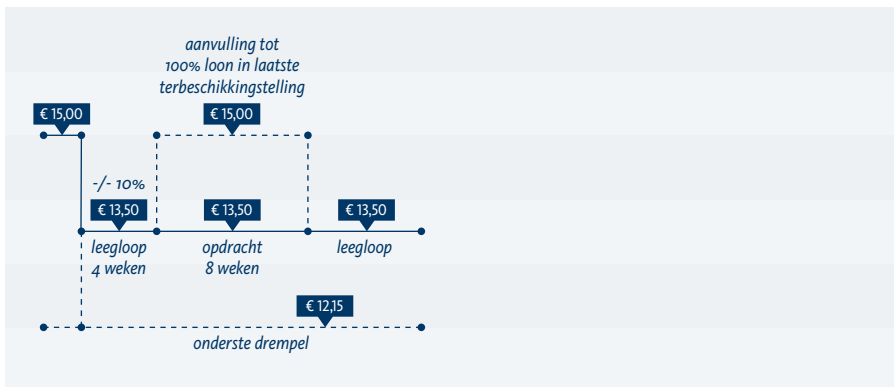 aanvulling tot
100% loon in laatste
terbeschikkingstelling
€ 15,00
€ 15,00
-/- 10%
€ 13,50
€ 13,50
€ 13,50
leegloop
4 weken
opdracht
8 weken
leegloop
€ 12,15
onderste drempel